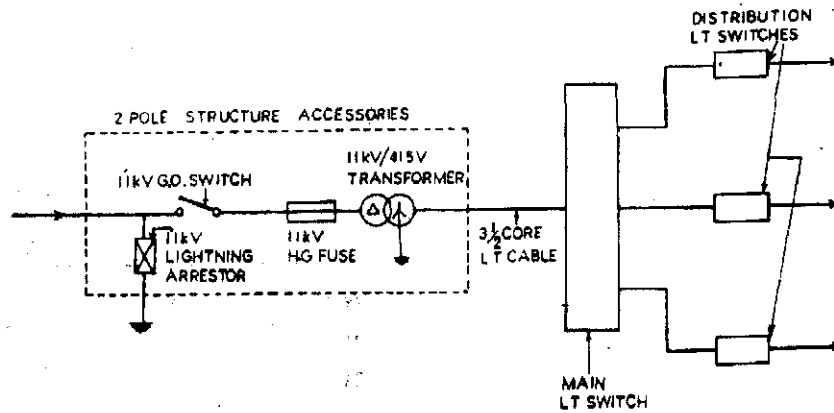 DISTRIBUTION
LT SWITCHES
2 POLE STRUCTURE ACCESSORIES
11kV G.O. SWITCH
11kV/415V
TRANSFORMER
11kV
LIGHTNING
ARRESTOR
11kV
H.G FUSE
3½ CORE
LT CABLE
MAIN
LT SWITCH